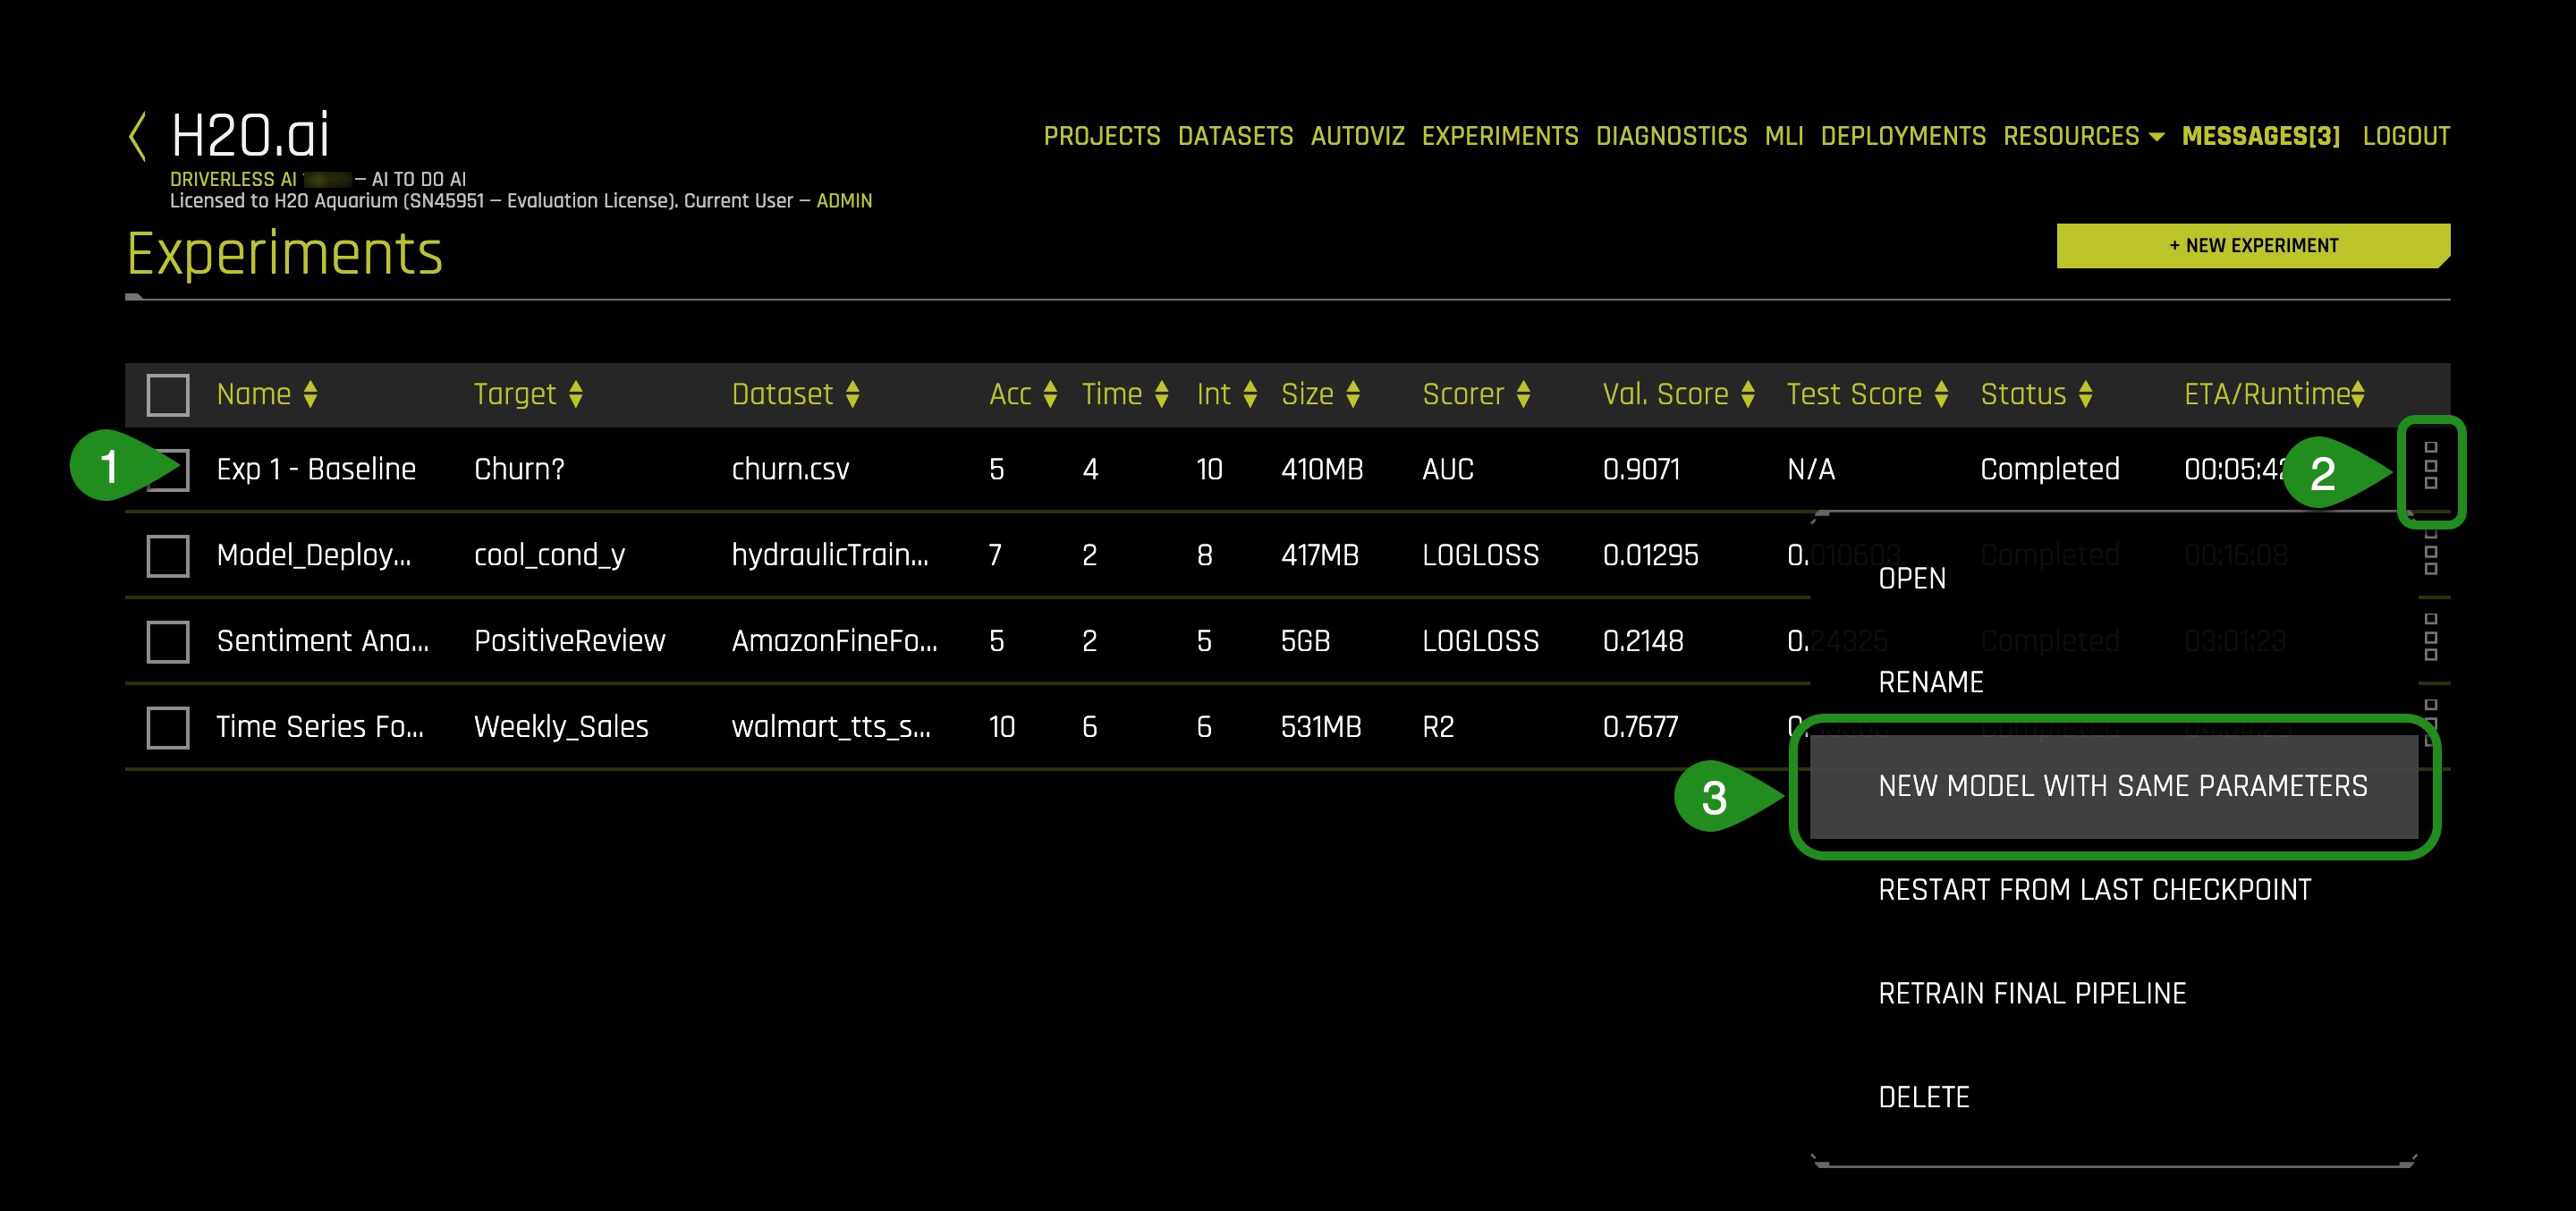 H2O.ai
PROJECTS DATASETS AUTOVIZ EXPERIMENTS DIAGNOSTICS MLI DEPLOYMENTS RESOURCES MESSAGES[3] LOGOUT
DRIVERLESS AI — AI TO DO AI
Licensed to H2O Aquarium (SN45951 — Evaluation License). Current User — ADMIN
Experiments
+ NEW EXPERIMENT
Name Target Dataset Acc Time Int Size Scorer Val. Score Test Score Status ETA/Runtime
1 Exp 1 - Baseline Churn? churn.csv 5 4 10 410MB AUC 0.9071 N/A Completed 00:05:42 2
Model_Deploy... cool_cond_y hydraulicTrain... 7 2 8 417MB LOGLOSS 0.01295 0.010603 Completed 00:16:08
OPEN
Sentiment Ana... PositiveReview AmazonFineFo... 5 2 5 5GB LOGLOSS 0.2148 0.24325 Completed 03:01:23
RENAME
Time Series Fo... Weekly_Sales walmart_tts_s... 10 6 6 531MB R2 0.7677 0. Completed
3 NEW MODEL WITH SAME PARAMETERS
RESTART FROM LAST CHECKPOINT
RETRAIN FINAL PIPELINE
DELETE